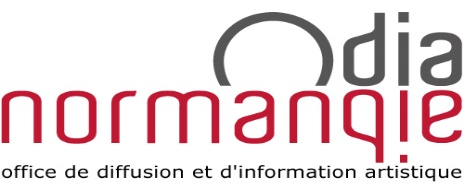 Odia
normandie
office de diffusion et d'information artistique